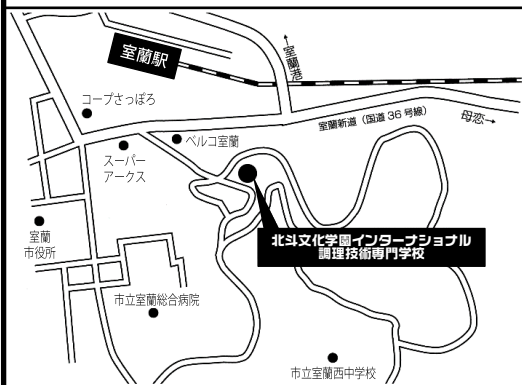 室蘭駅
←室蘭港
コープさっぽろ
室蘭新道（国道36号線）
母恋→
ベルコ室蘭
スーパー
アークス
室蘭
市役所
北斗文化学園インターナショナル
調理技術専門学校
市立室蘭総合病院
市立室蘭西中学校